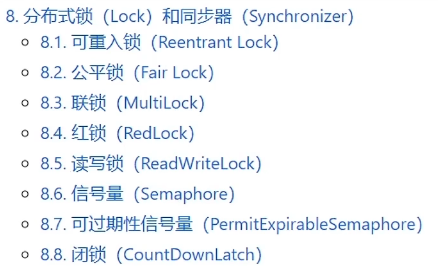 8. 分布式锁（Lock）和同步器（Synchronizer）
8.1. 可重入锁（Reentrant Lock）
8.2. 公平锁（Fair Lock）
8.3. 联锁（MultiLock）
8.4. 红锁（RedLock）
8.5. 读写锁（ReadWriteLock）
8.6. 信号量（Semaphore）
8.7. 可过期性信号量（PermitExpirableSemaphore）
8.8. 闭锁（CountDownLatch）